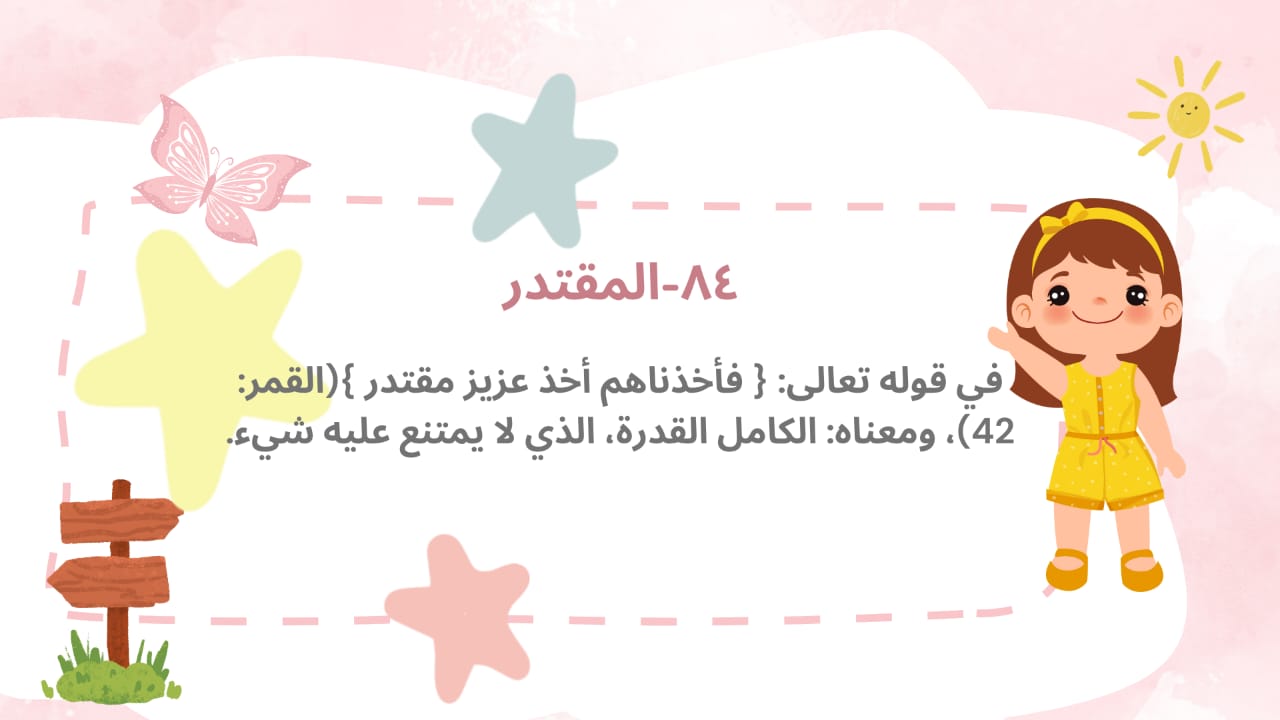 ٨٤-المقتدر
في قوله تعالى: { فأخذناهم أخذ عزيز مقتدر }(القمر:
42)، ومعناه: الكامل القدرة، الذي لا يمتنع عليه شيء.